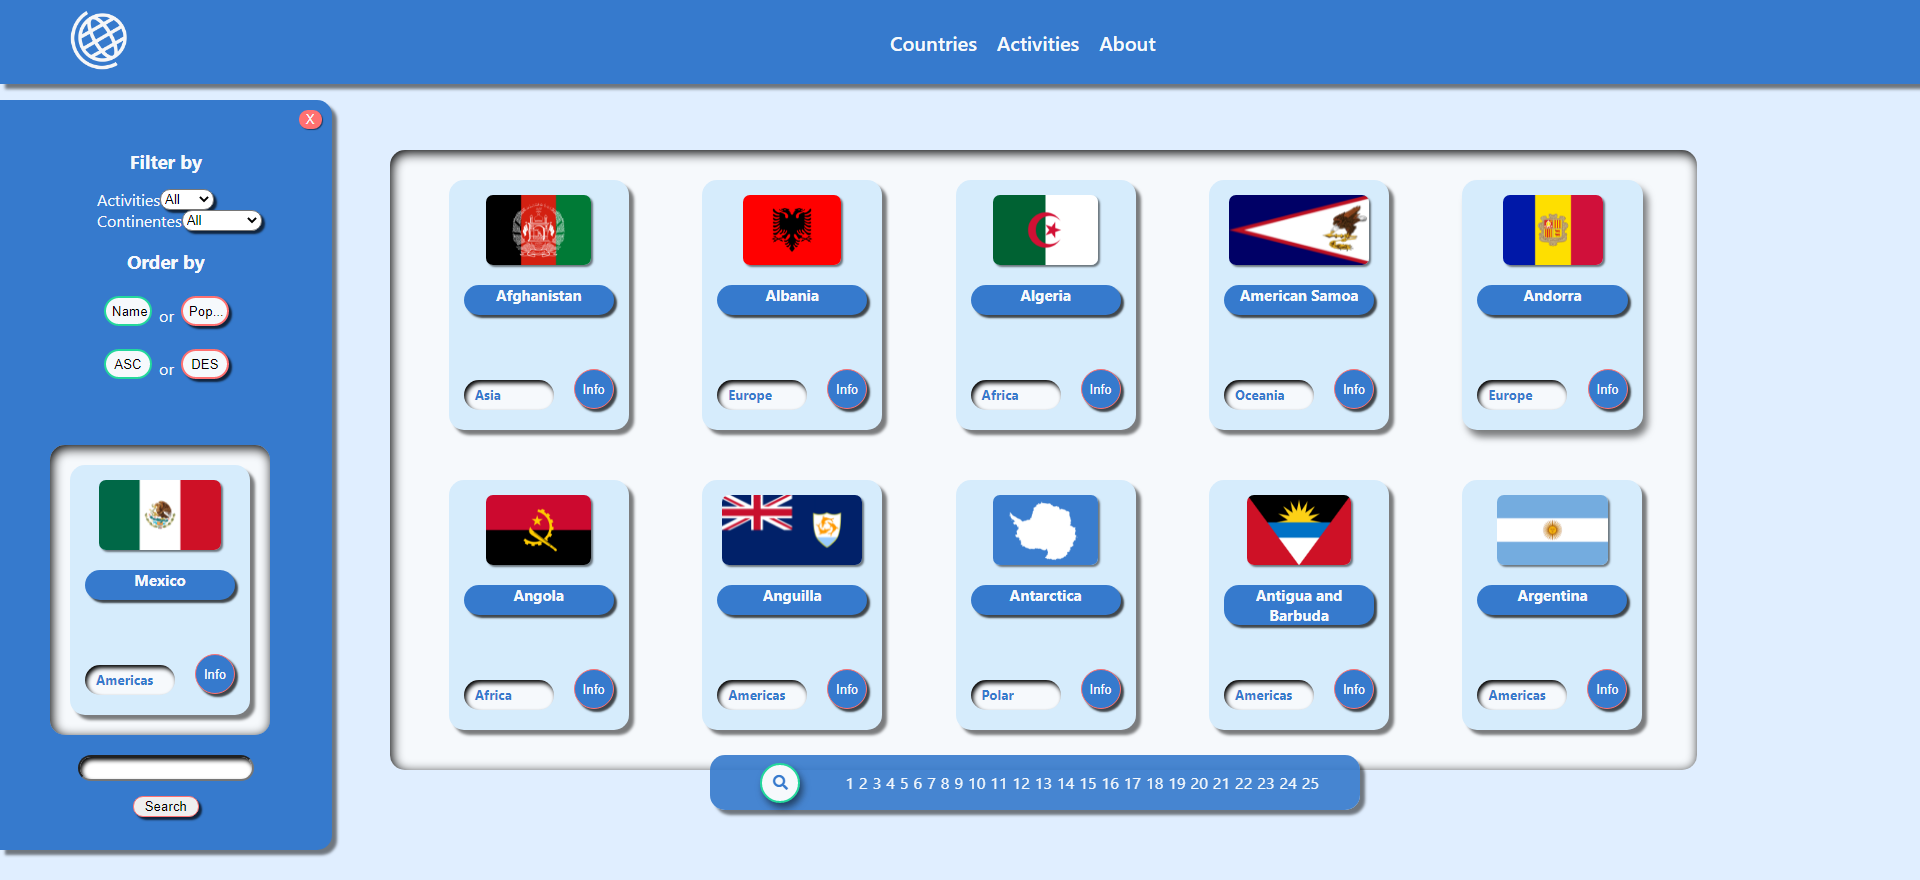 Countries Activities About
X
Filter by
Activities All
Continentes All
Order by
Name or Pop...
ASC or DES
Mexico
Americas Info
Search
Afghanistan
Asia Info
Albania
Europe Info
Algeria
Africa Info
American Samoa
Oceania Info
Andorra
Europe Info
Angola
Africa Info
Anguilla
Americas Info
Antarctica
Polar Info
Antigua and
Barbuda
Americas Info
Argentina
Americas Info
1 2 3 4 5 6 7 8 9 10 11 12 13 14 15 16 17 18 19 20 21 22 23 24 25